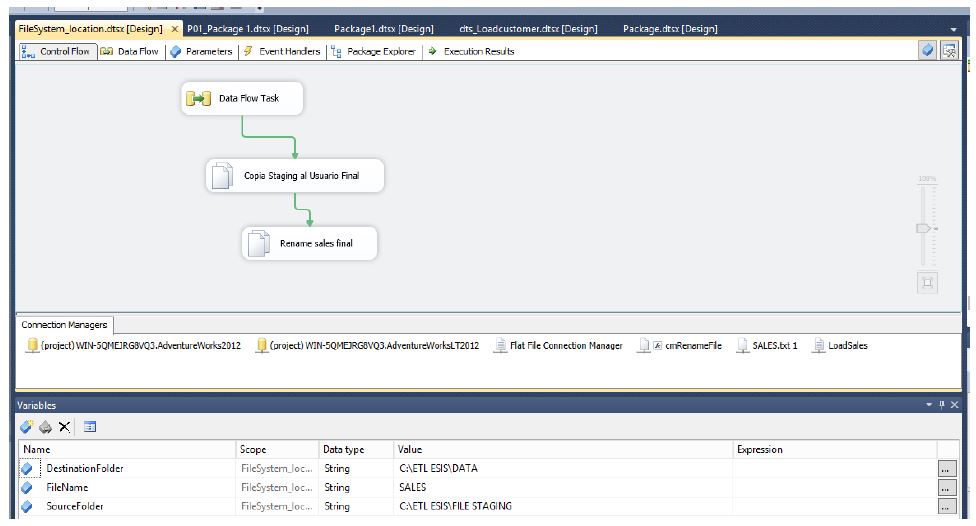 FileSystem_location.dtsx [Design] P01_Package 1.dtsx [Design] Package1.dtsx [Design] dts_Loadcustomer.dtsx [Design] Package.dtsx [Design]
Control Flow Data Flow Parameters Event Handlers Package Explorer Execution Results
Data Flow Task
Copia Staging al Usuario Final
Rename sales final
100%
Connection Managers
(project) WIN-5QMEJRG8VQ3.AdventureWorks2012 (project) WIN-5QMEJRG8VQ3.AdventureWorksLT2012 Flat File Connection Manager cmRenameFile SALES.txt 1 LoadSales
Variables
Name Scope Data type Value Expression
DestinationFolder FileSystem_loc... String C:\ETL ESIS\DATA ...
FileName FileSystem_loc... String SALES ...
SourceFolder FileSystem_loc... String C:\ETL ESIS\FILE STAGING ...